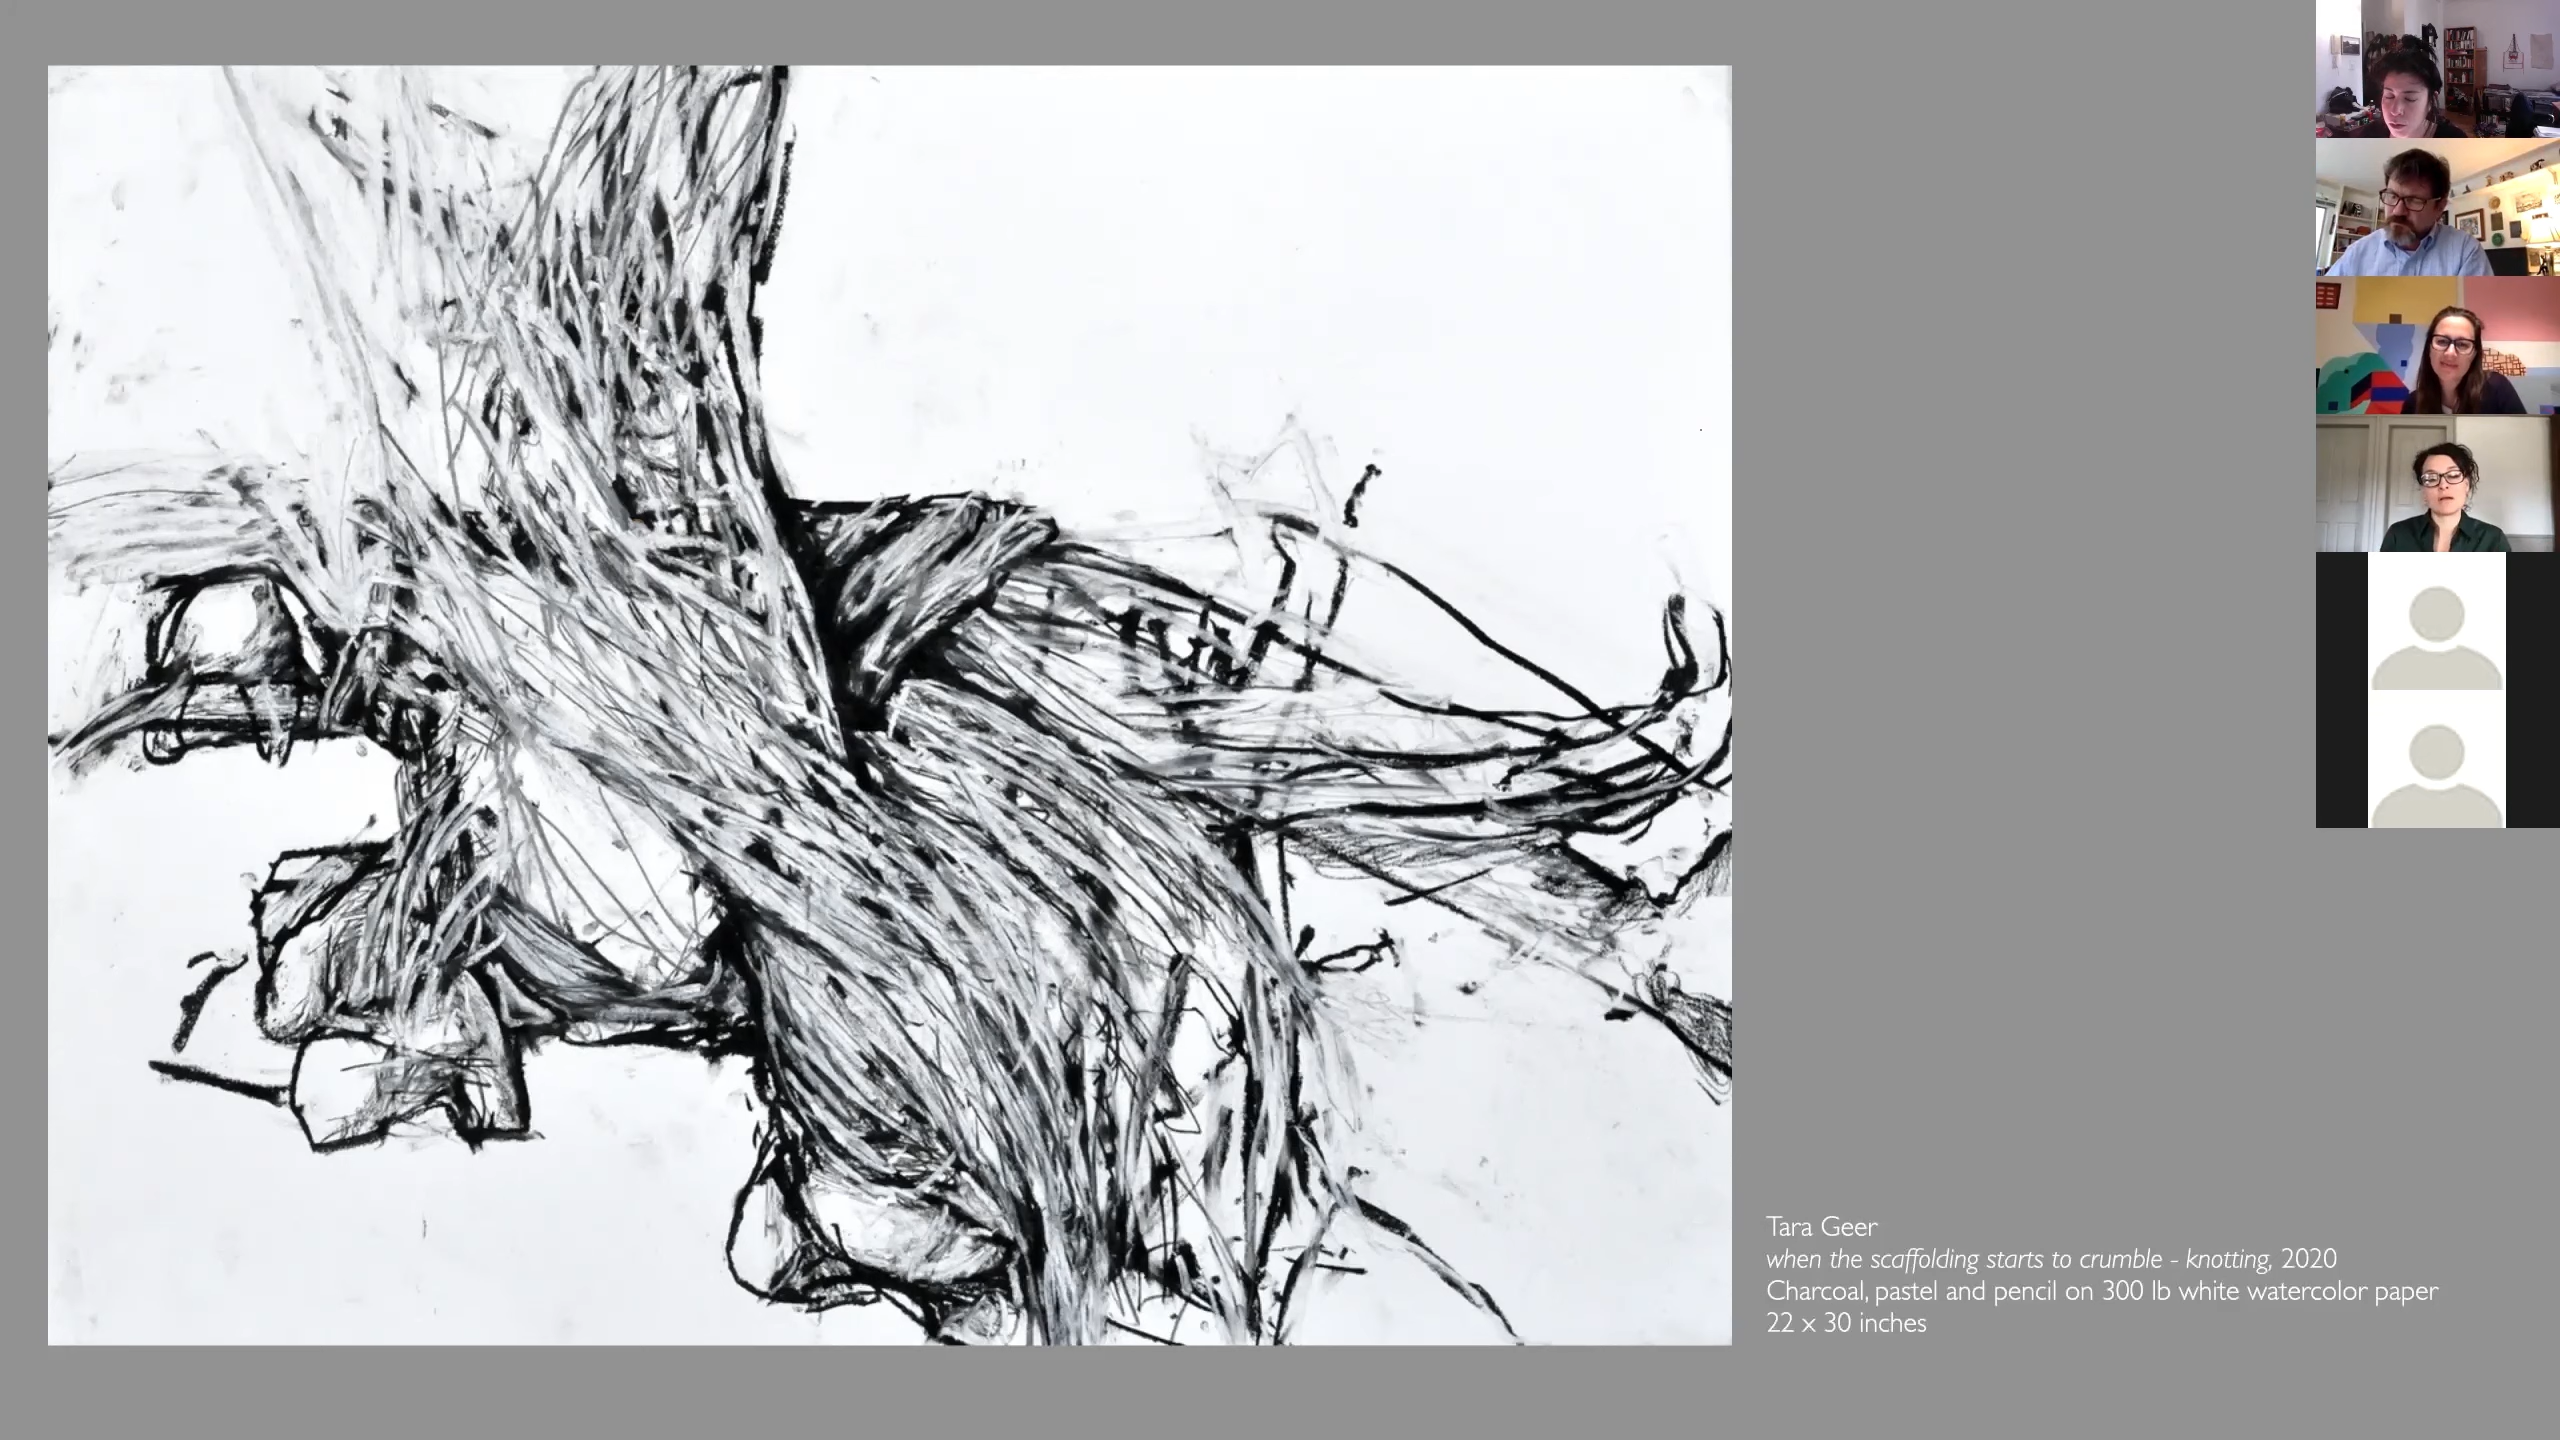 Tara Geer
when the scaffolding starts to crumble - knotting, 2020
Charcoal, pastel and pencil on 300 lb white watercolor paper
22 x 30 inches